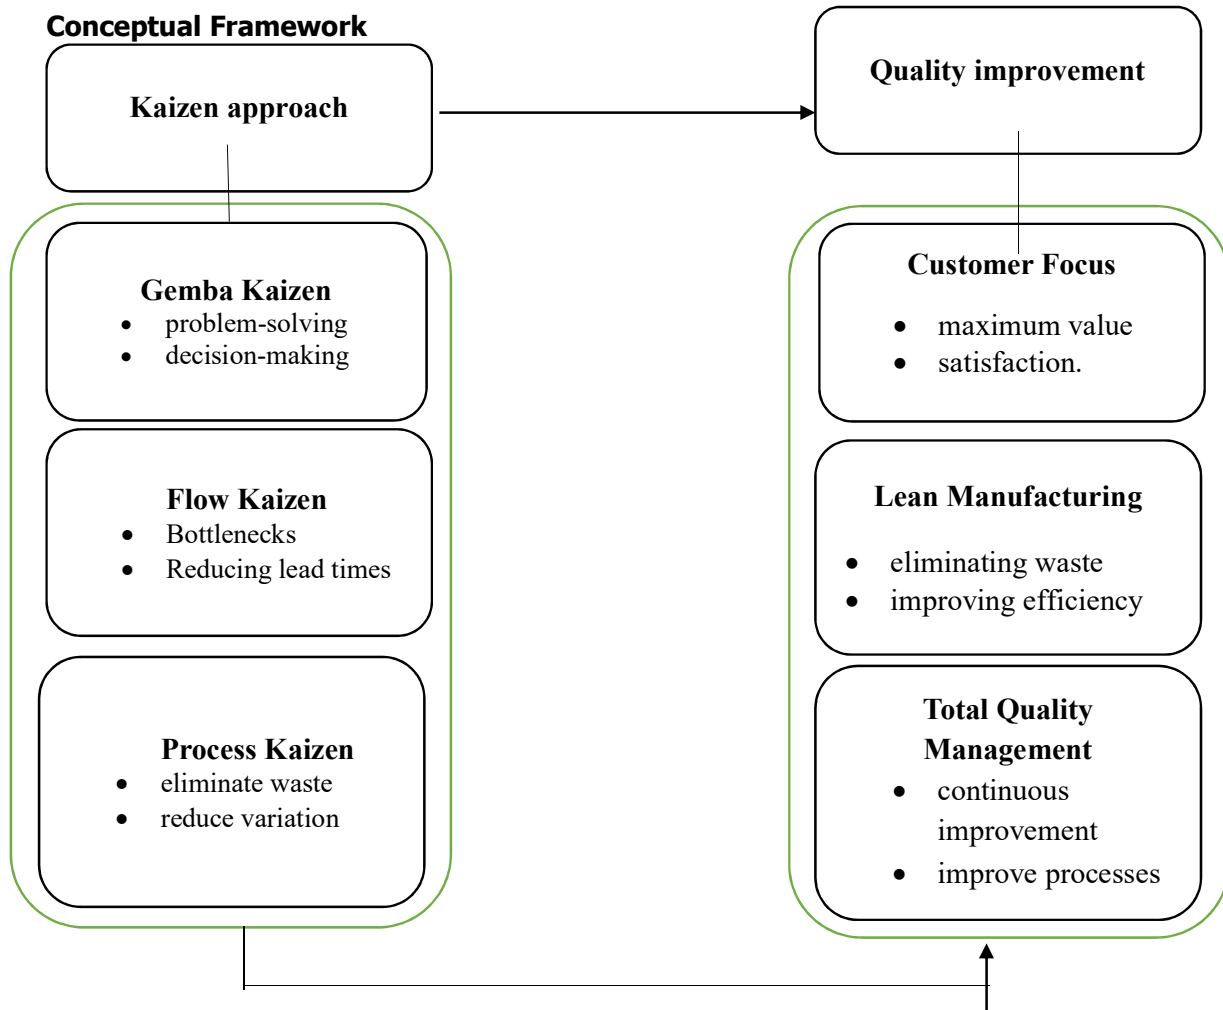 Conceptual Framework
Kaizen approach
Quality improvement
Gemba Kaizen
• problem-solving
• decision-making
Flow Kaizen
• Bottlenecks
• Reducing lead times
Process Kaizen
• eliminate waste
• reduce variation
Customer Focus
• maximum value
• satisfaction.
Lean Manufacturing
• eliminating waste
• improving efficiency
Total Quality
Management
• continuous
improvement
• improve processes